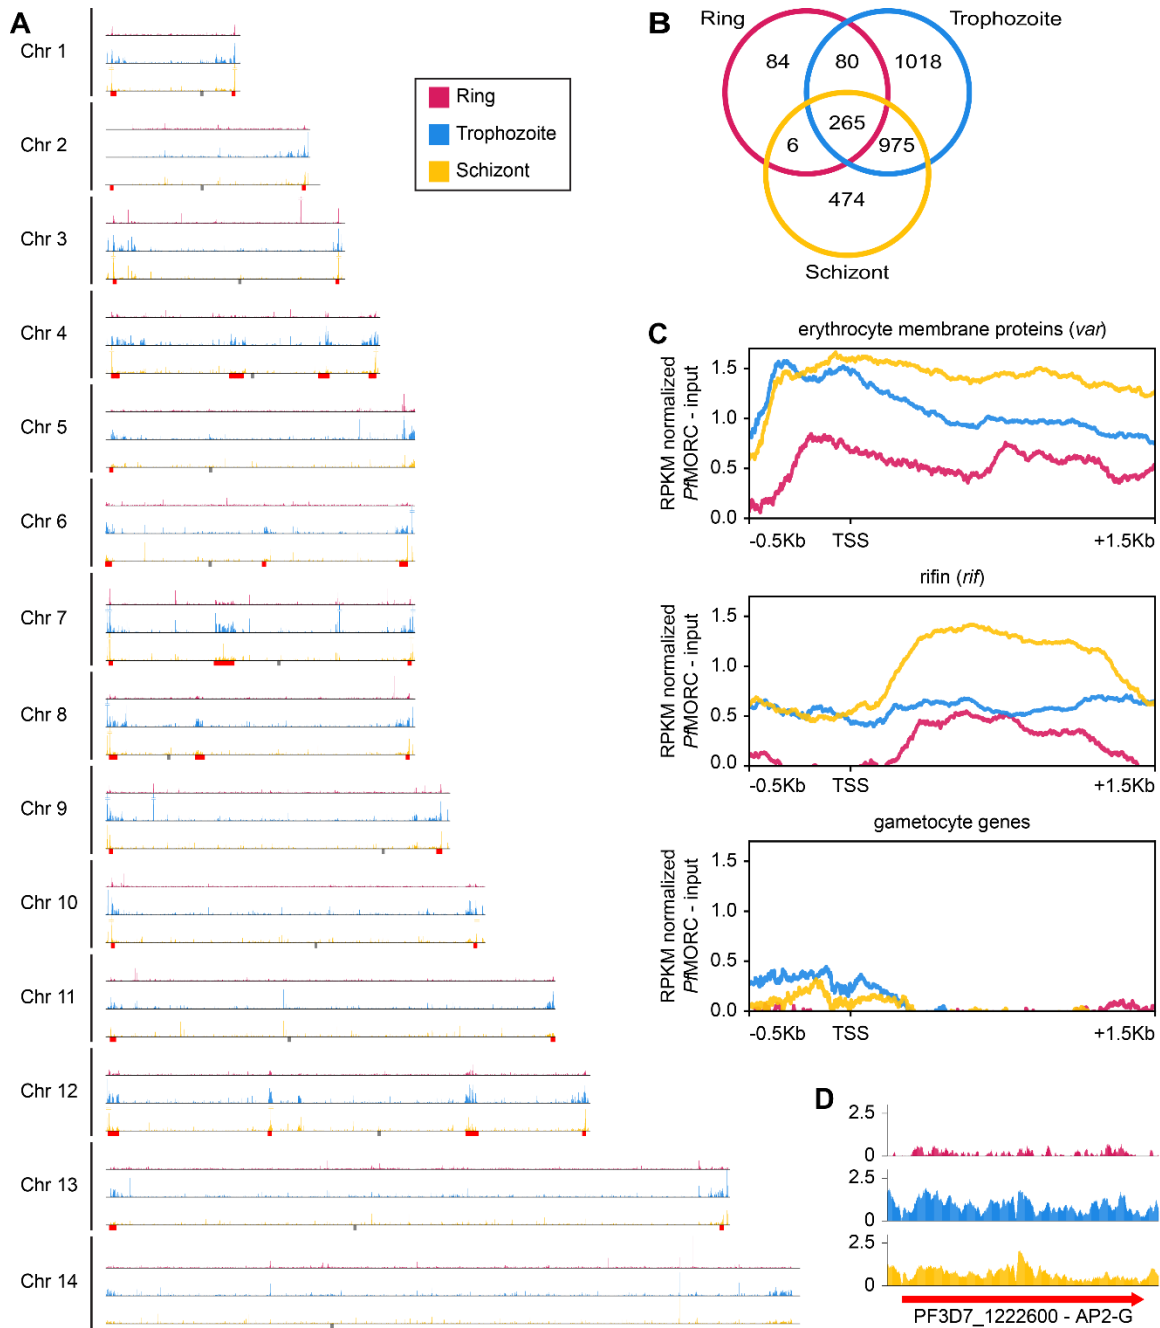 A
Chr 1
Chr 2
Chr 3
Chr 4
Chr 5
Chr 6
Chr 7
Chr 8
Chr 9
Chr 10
Chr 11
Chr 12
Chr 13
Chr 14
Ring
Trophozoite
Schizont
B
Ring
Trophozoite
84
80
1018
265
6
975
474
Schizont
C
erythrocyte membrane proteins (var)
RPKM normalized
PfMORC - input
1.5
1.0
0.5
0.0
-0.5Kb
TSS
+1.5Kb
rifin (rif)
RPKM normalized
PfMORC - input
1.5
1.0
0.5
0.0
-0.5Kb
TSS
+1.5Kb
gametocyte genes
RPKM normalized
PfMORC - input
1.5
1.0
0.5
0.0
-0.5Kb
TSS
+1.5Kb
D
2.5
0
2.5
0
2.5
0
PF3D7_1222600 - AP2-G